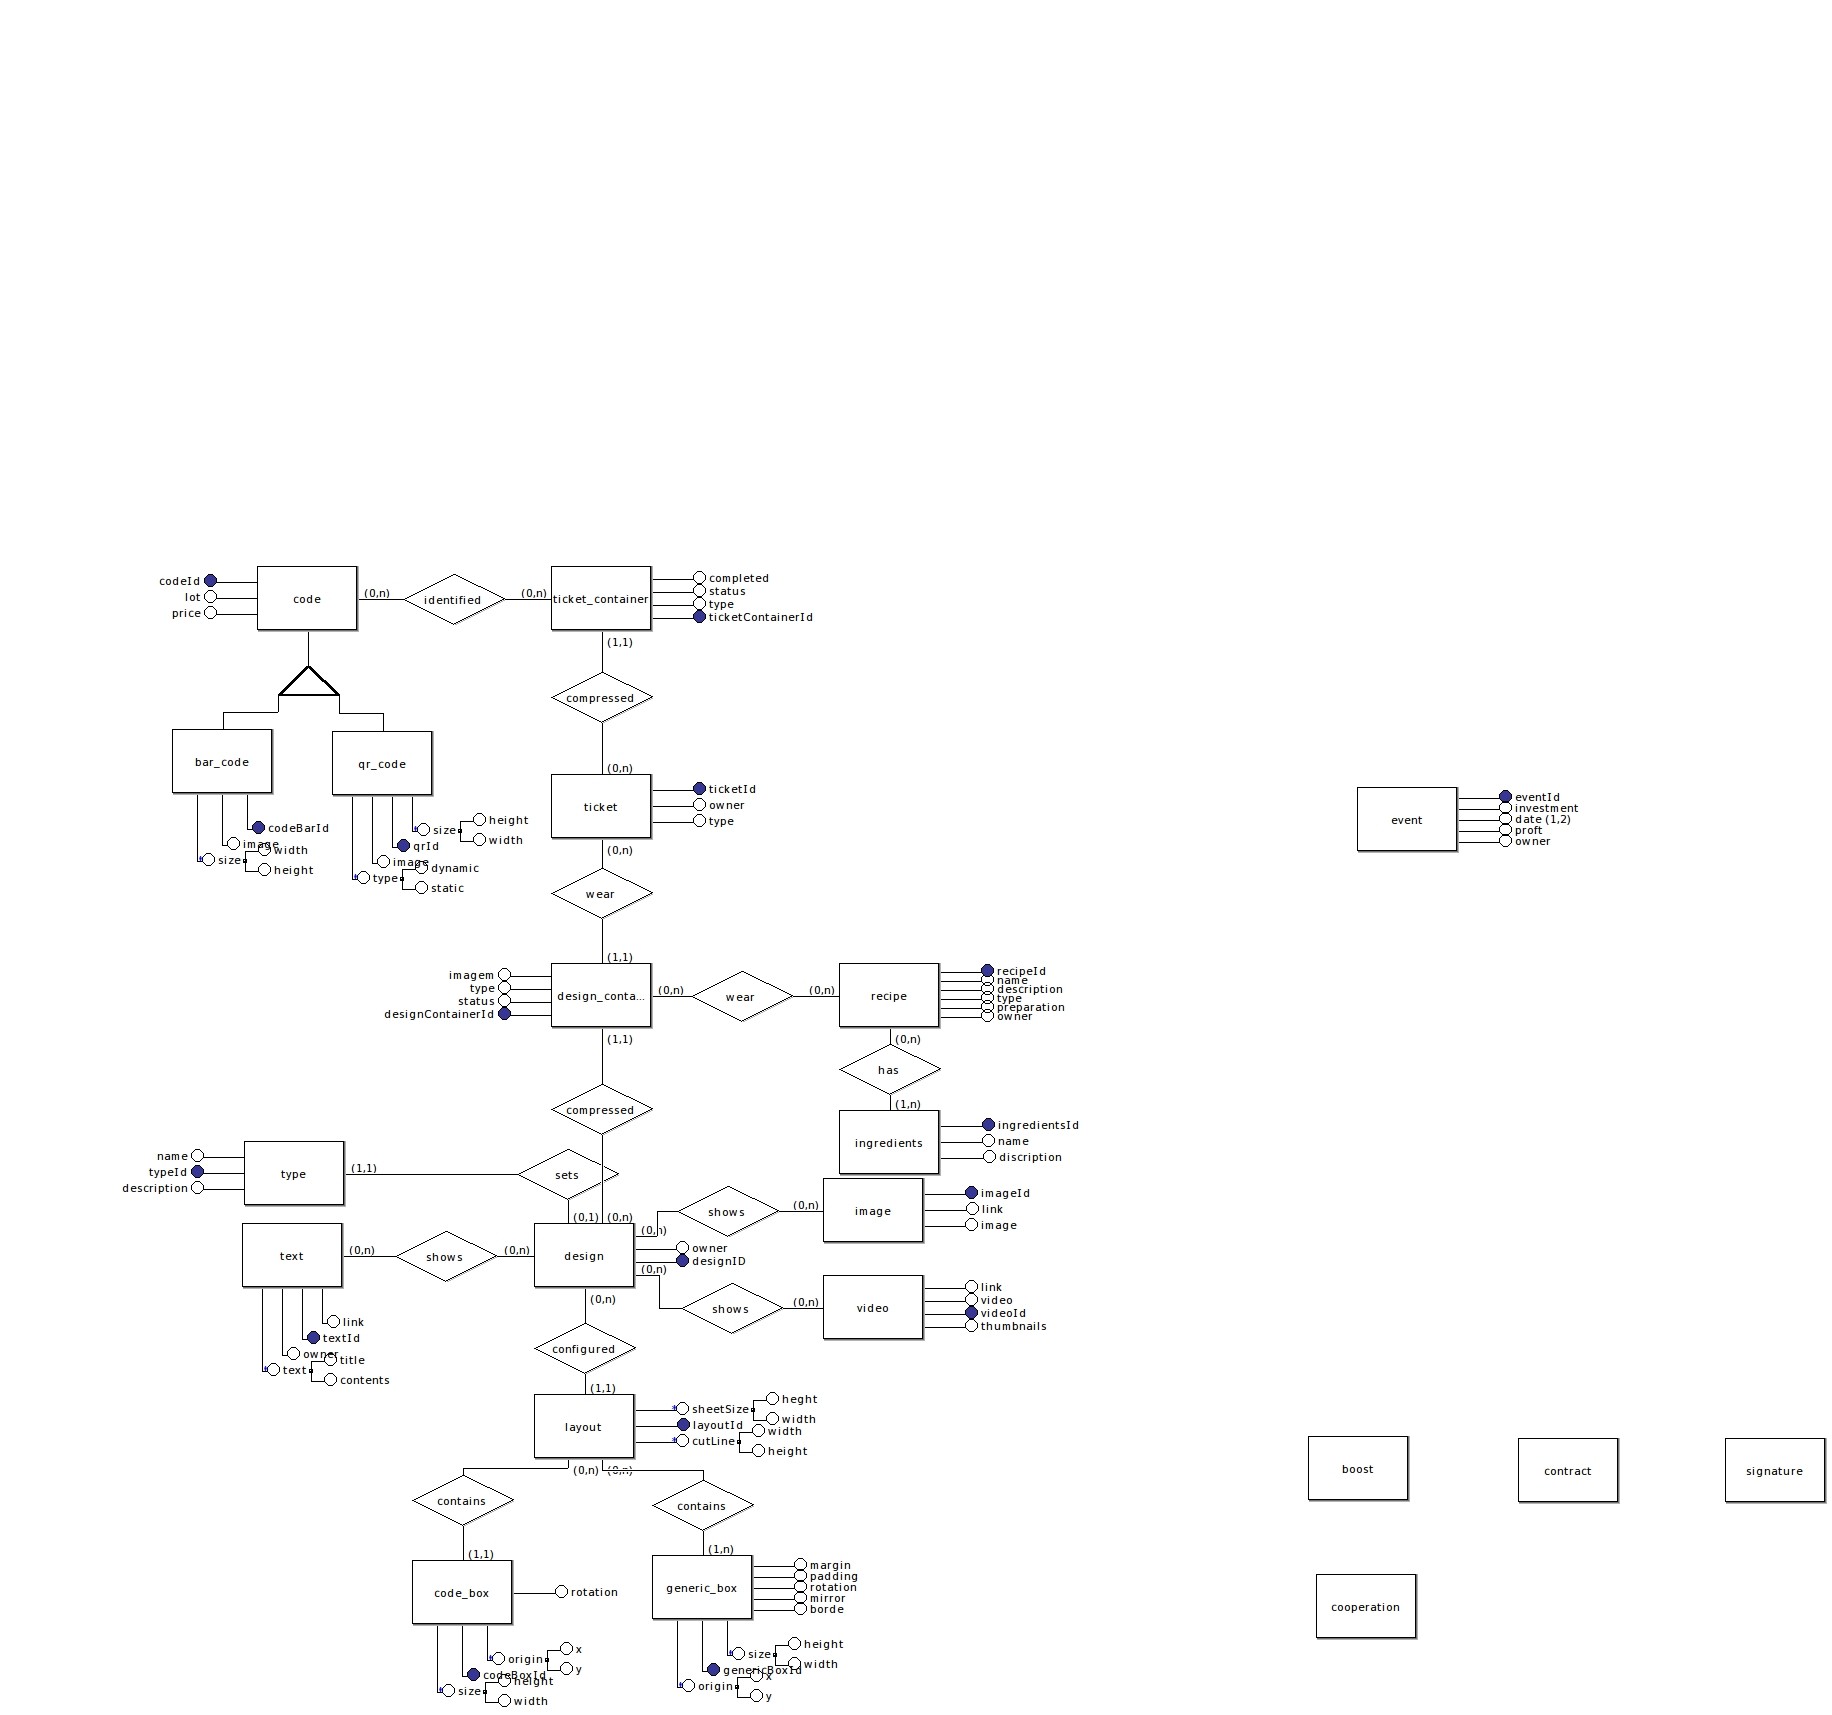 codeId
lot
price
code
(0,n)
identified
(0,n)
ticket_container
completed
status
type
ticketContainerId
(1,1)
compressed
(0,n)
bar_code
qr_code
codeBarId
image
size
width
height
size
height
width
qrId
image
type
dynamic
static
ticket
ticketId
owner
type
(0,n)
wear
(1,1)
event
eventId
investment
date (1,2)
proft
owner
imagem
type
status
designContainerId
design_conta...
(0,n)
wear
(0,n)
recipe
recipeId
name
description
type
preparation
owner
(1,1)
(0,n)
has
(1,n)
compressed
ingredients
ingredientsId
name
discription
name
typeId
description
type
(1,1)
sets
(0,1)
(0,n)
(0,n)
shows
(0,n)
image
imageId
link
image
text
(0,n)
shows
(0,n)
design
owner
designID
(0,n)
shows
(0,n)
video
link
video
videoId
thumbnails
link
textId
owner
text
title
contents
(0,n)
configured
(1,1)
layout
sheetSize
heght
width
layoutId
cutLine
width
height
(0,n)
(0,n)
contains
contains
(1,1)
(1,n)
code_box
rotation
generic_box
margin
padding
rotation
mirror
borde
origin
x
y
codeBoxId
size
height
width
size
height
width
genericBoxId
origin
x
y
boost
contract
signature
cooperation